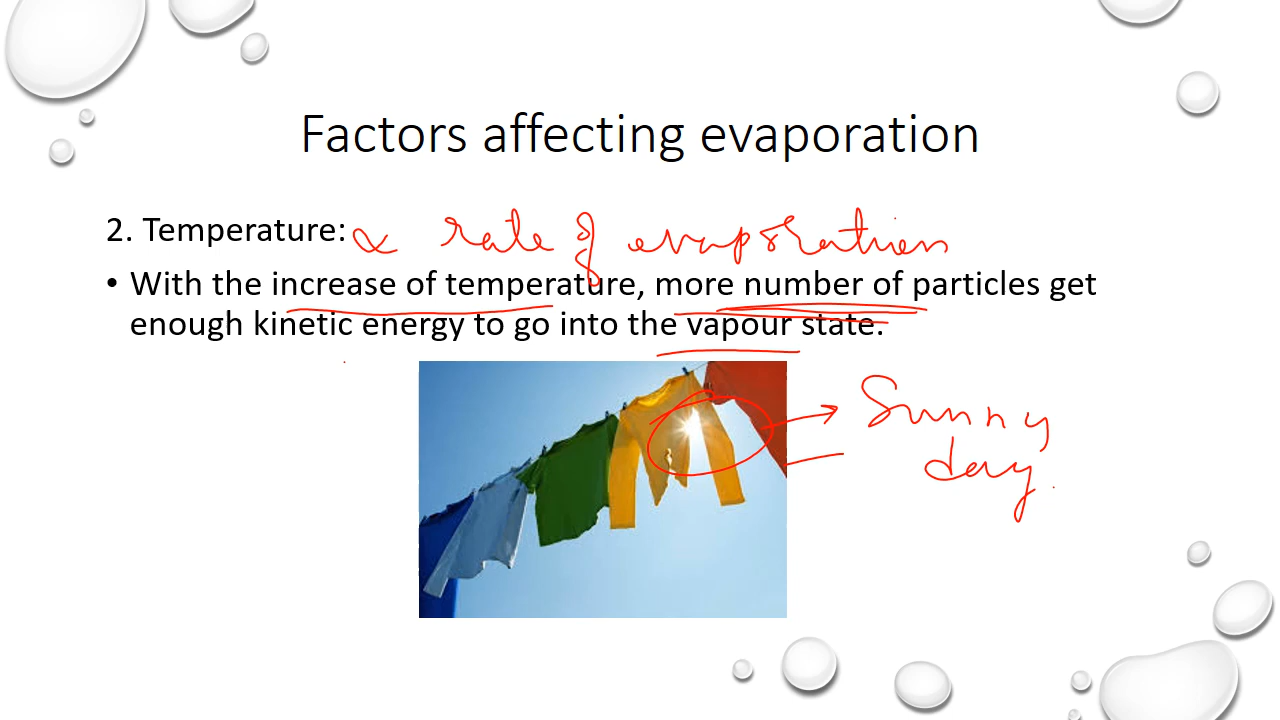 Factors affecting evaporation
2. Temperature: ∝ rate of evaporation
• With the increase of temperature, more number of particles get
enough kinetic energy to go into the vapour state.
Sunny
day.